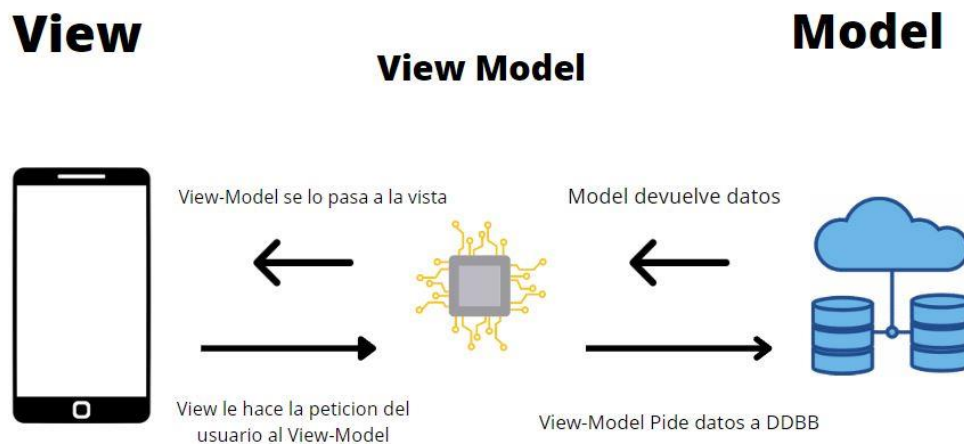 View
View Model
Model
View-Model se lo pasa a la vista
Model devuelve datos
View le hace la peticion del
usuario al View-Model
View-Model Pide datos a DDBB